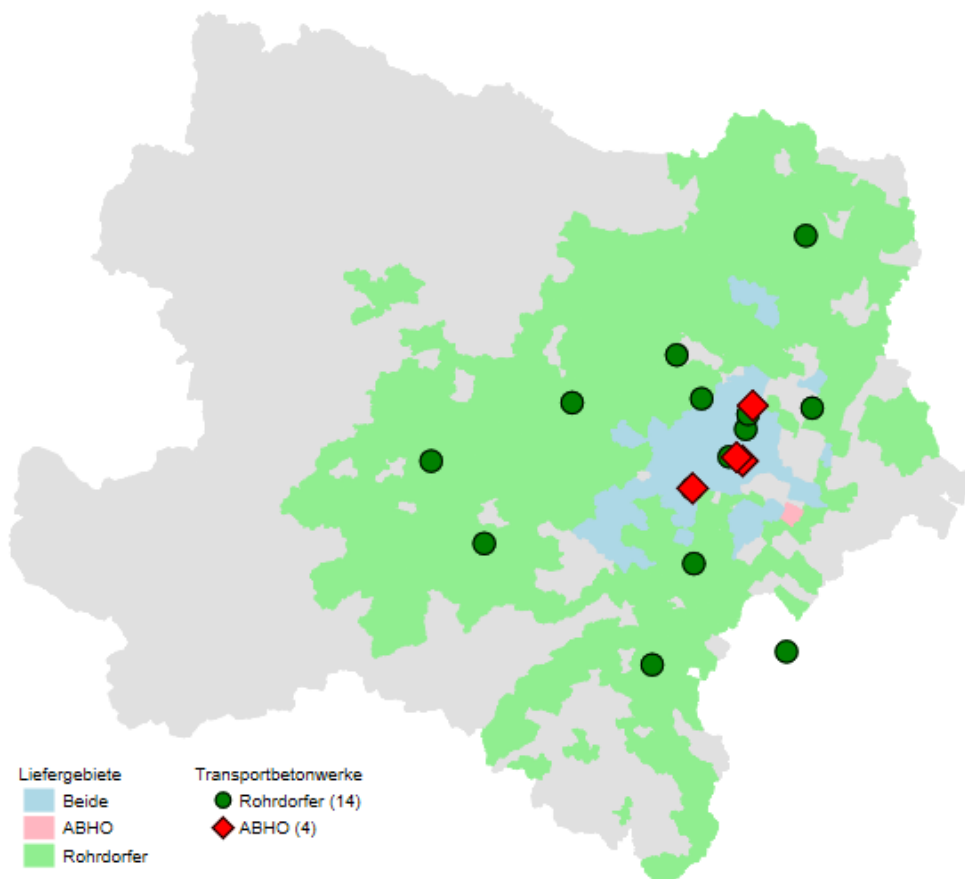 Liefergebiete
Beide
ABHO
Rohrdorfer
Transportbetonwerke
Rohrdorfer (14)
ABHO (4)